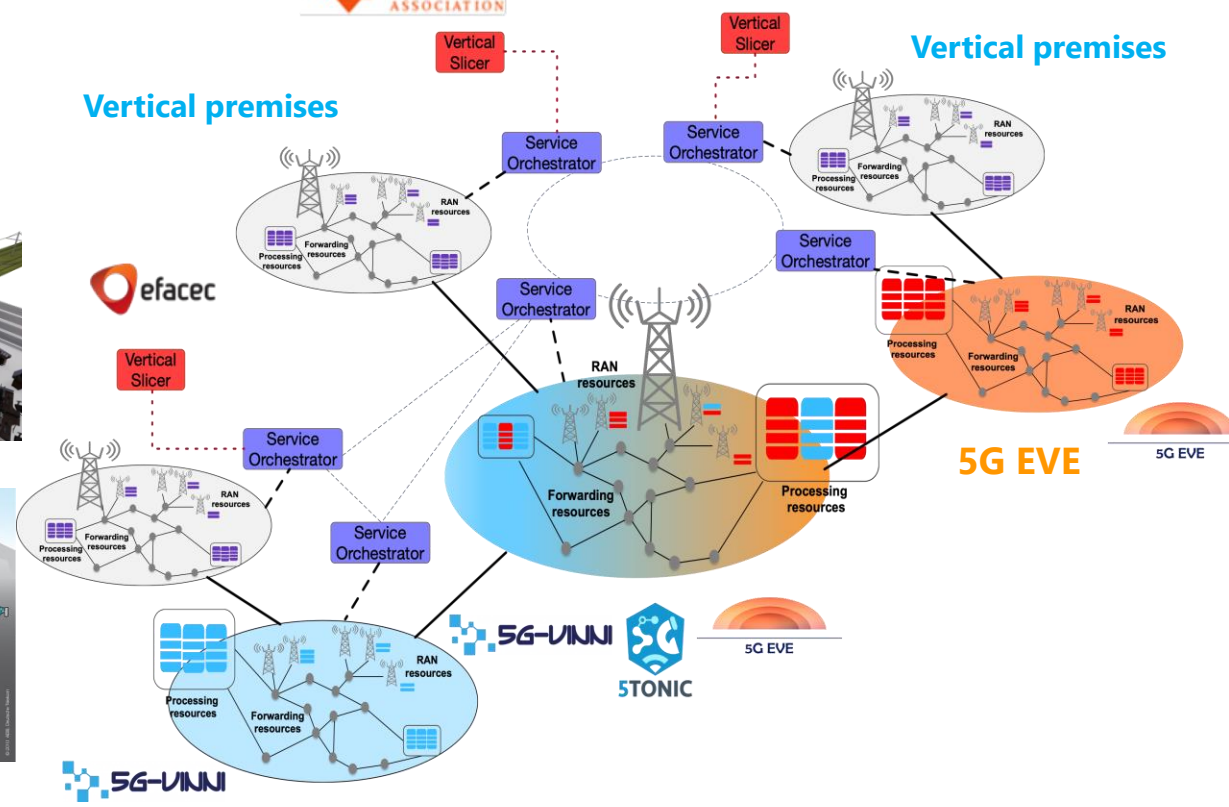 ASSOCIATION
Vertical
Slicer
Vertical
Slicer
Vertical premises
Vertical premises
Service
Orchestrator
Service
Orchestrator
RAN
resources
Processing
resources
Forwarding
resources
RAN
resources
Processing
resources
Forwarding
resources
Service
Orchestrator
efacec
Service
Orchestrator
RAN
resources
Processing
resources
Forwarding
resources
Vertical
Slicer
RAN
resources
Forwarding
resources
Processing
resources
5G EVE
5G EVE
Service
Orchestrator
RAN
resources
Processing
resources
Forwarding
resources
Service
Orchestrator
5G-VINNI
5TONIC
5G EVE
RAN
resources
Processing
resources
Forwarding
resources
5G-VINNI